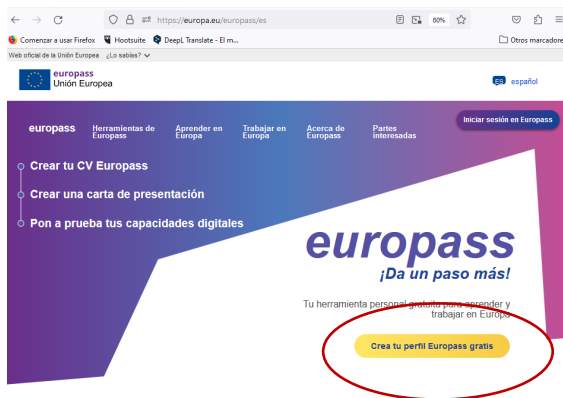 https://europa.eu/europass/es
80%
Comenzar a usar Firefox Hootsuite DeepL Translate - El m... Otros marcadore
Web oficial de la Unión Europea ¿Lo sabías?
europass
Unión Europea
ES español
Iniciar sesión en Europass
europass Herramientas de Europass Aprender en Europa Trabajar en Europa Acerca de Europass Partes interesadas
Crear tu CV Europass
Crear una carta de presentación
Pon a prueba tus capacidades digitales
europass
¡Da un paso más!
Tu herramienta personal gratuita para aprender y
trabajar en Europa
Crea tu perfil Europass gratis